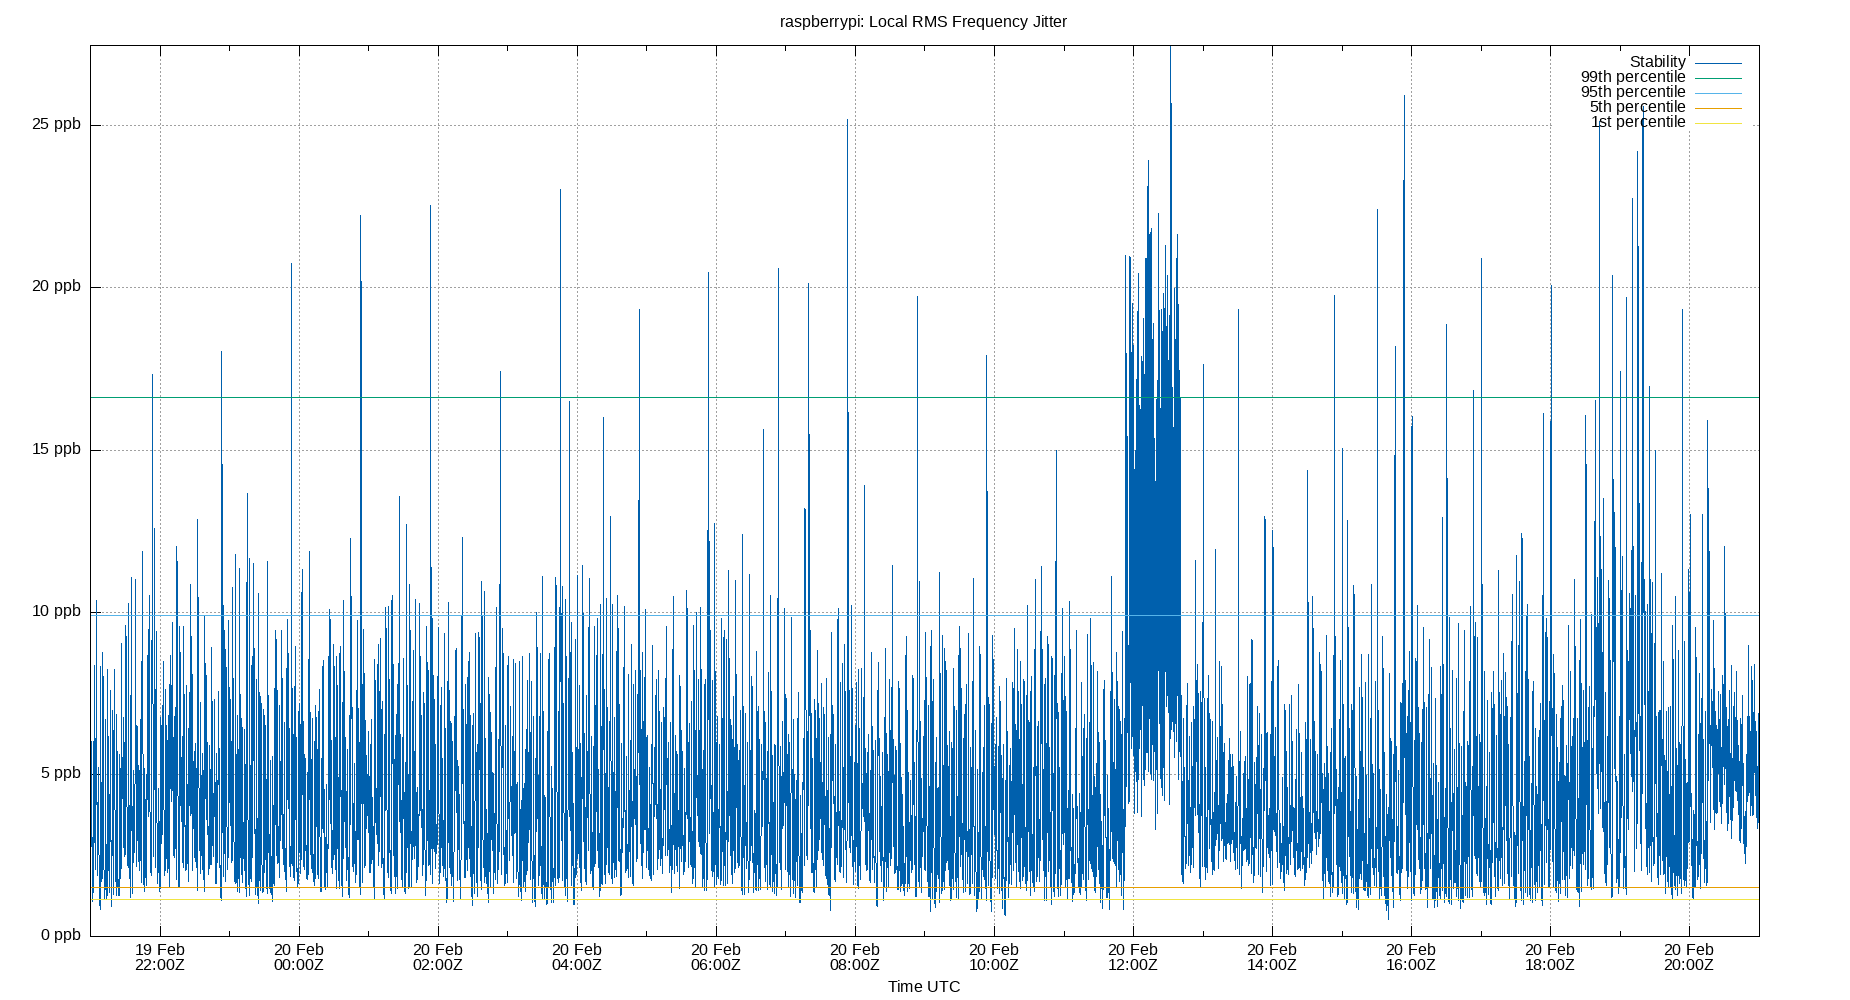 raspberrypi: Local RMS Frequency Jitter
Stability
99th percentile
95th percentile
5th percentile
1st percentile
25 ppb
20 ppb
15 ppb
10 ppb
5 ppb
0 ppb
19 Feb 20 Feb 20 Feb 20 Feb 20 Feb 20 Feb 20 Feb 20 Feb 20 Feb 20 Feb 20 Feb 20 Feb
22:00Z 00:00Z 02:00Z 04:00Z 06:00Z 08:00Z 10:00Z 12:00Z 14:00Z 16:00Z 18:00Z 20:00Z
Time UTC